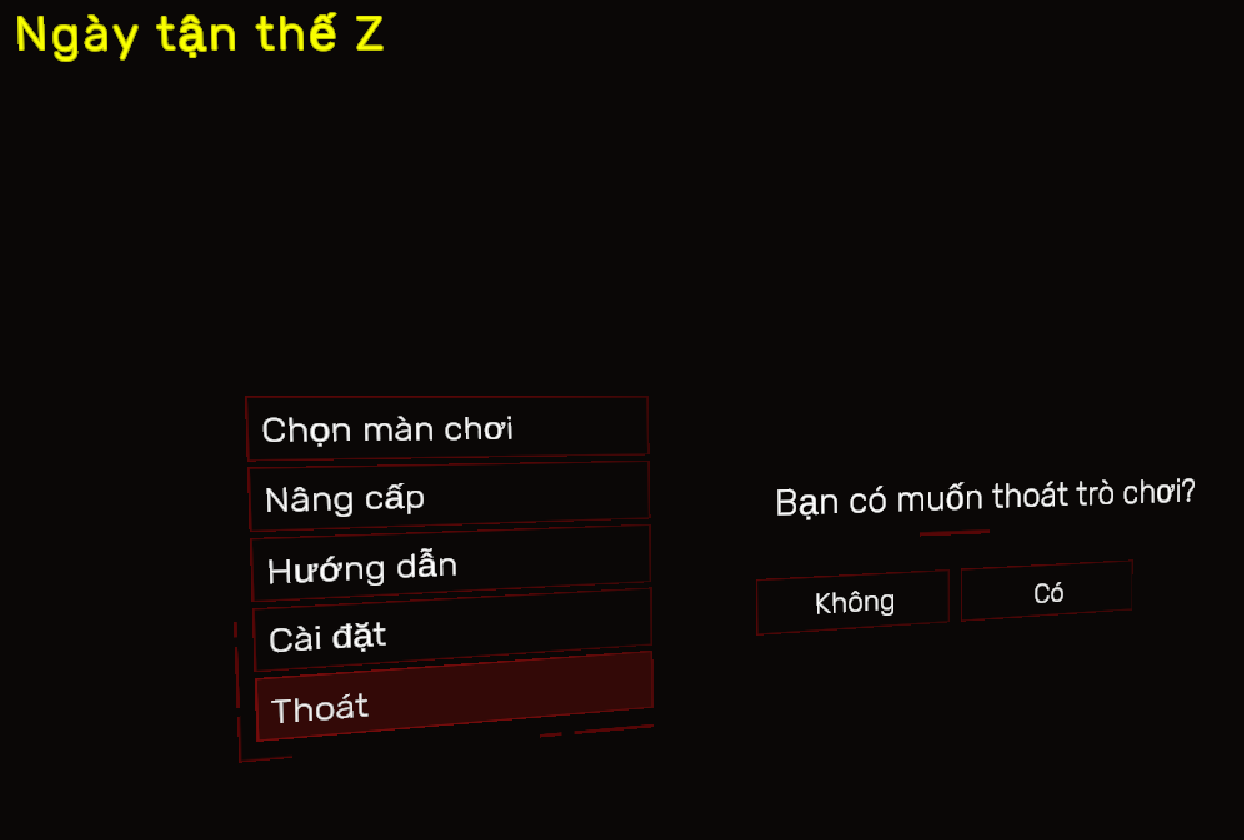 Ngày tận thế Z
Chọn màn chơi
Nâng cấp
Hướng dẫn
Cài đặt
Thoát
Bạn có muốn thoát trò chơi?
Không
Có